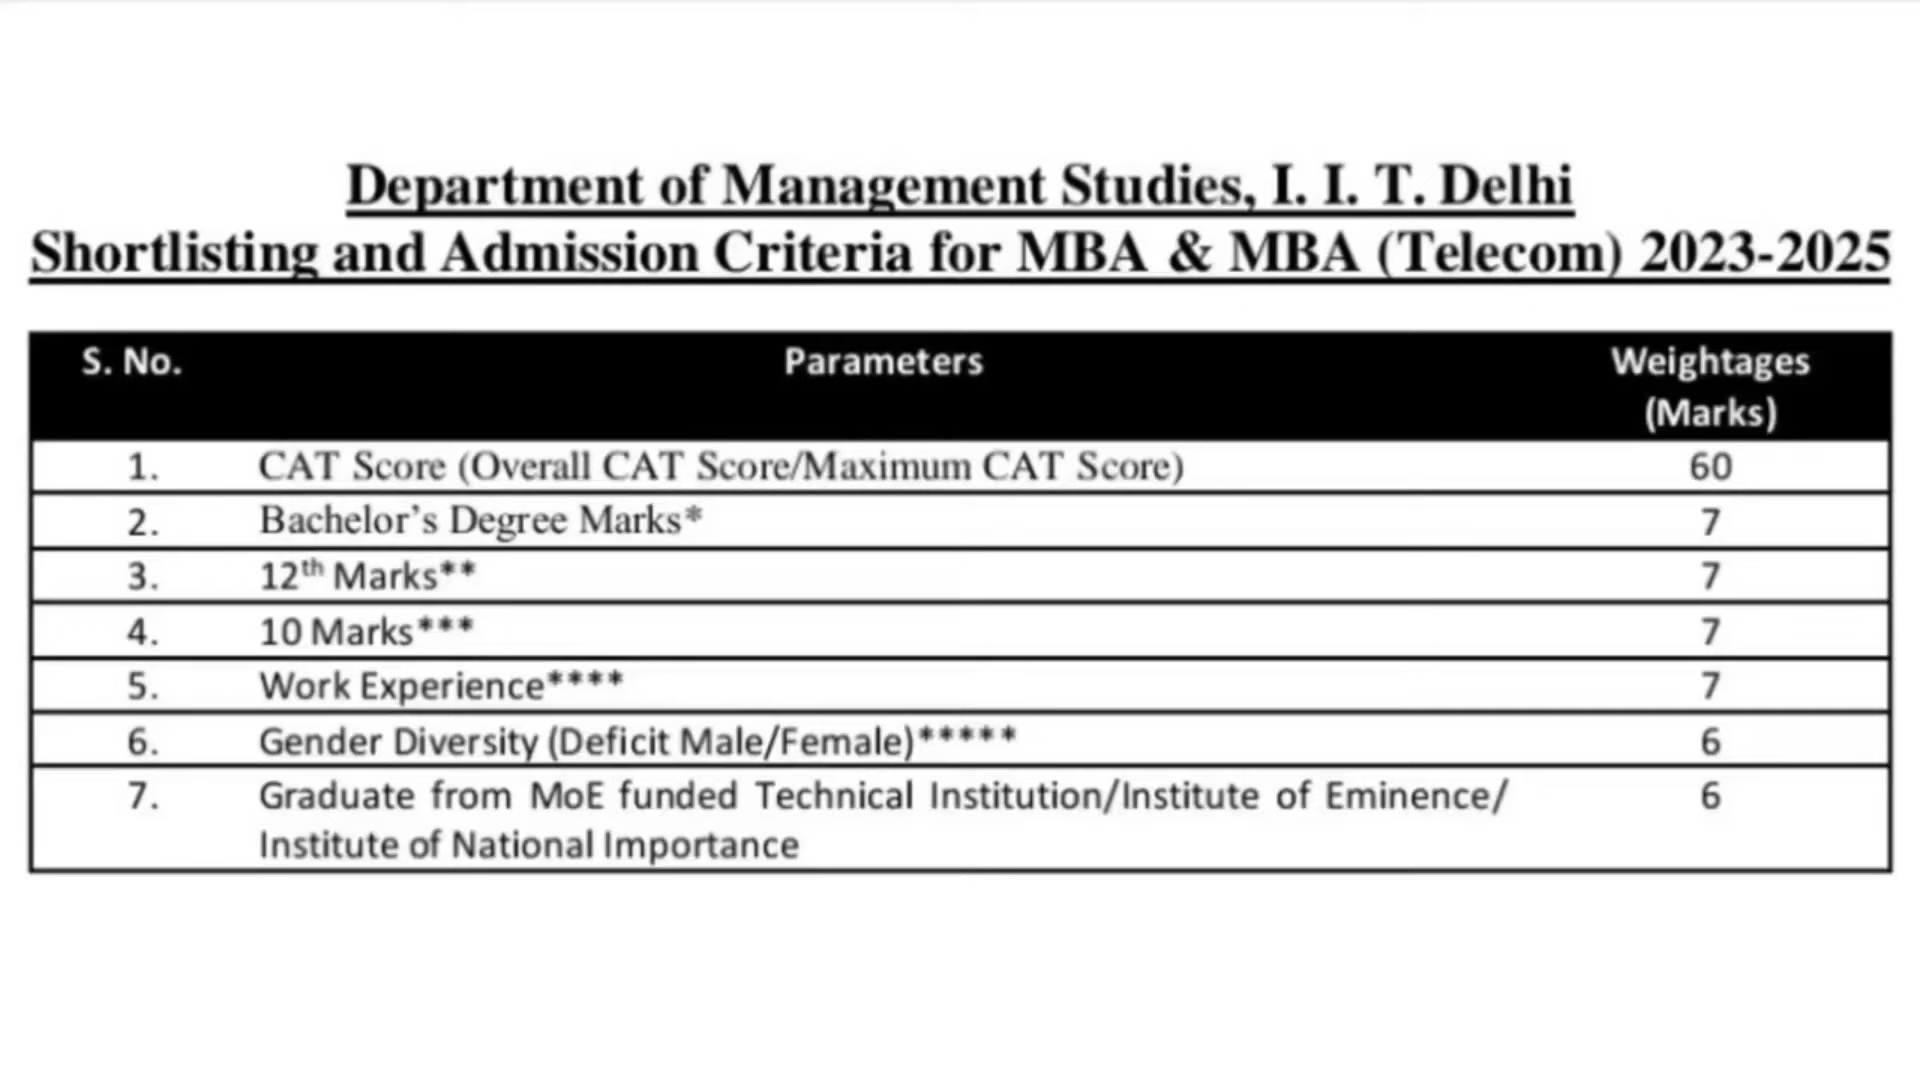 Department of Management Studies, I. I. T. Delhi
Shortlisting and Admission Criteria for MBA & MBA (Telecom) 2023-2025
S. No. Parameters Weightages
(Marks)
1. CAT Score (Overall CAT Score/Maximum CAT Score) 60
2. Bachelor's Degree Marks* 7
3. 12th Marks** 7
4. 10 Marks*** 7
5. Work Experience**** 7
6. Gender Diversity (Deficit Male/Female)***** 6
7. Graduate from MoE funded Technical Institution/Institute of Eminence/ 6
Institute of National Importance